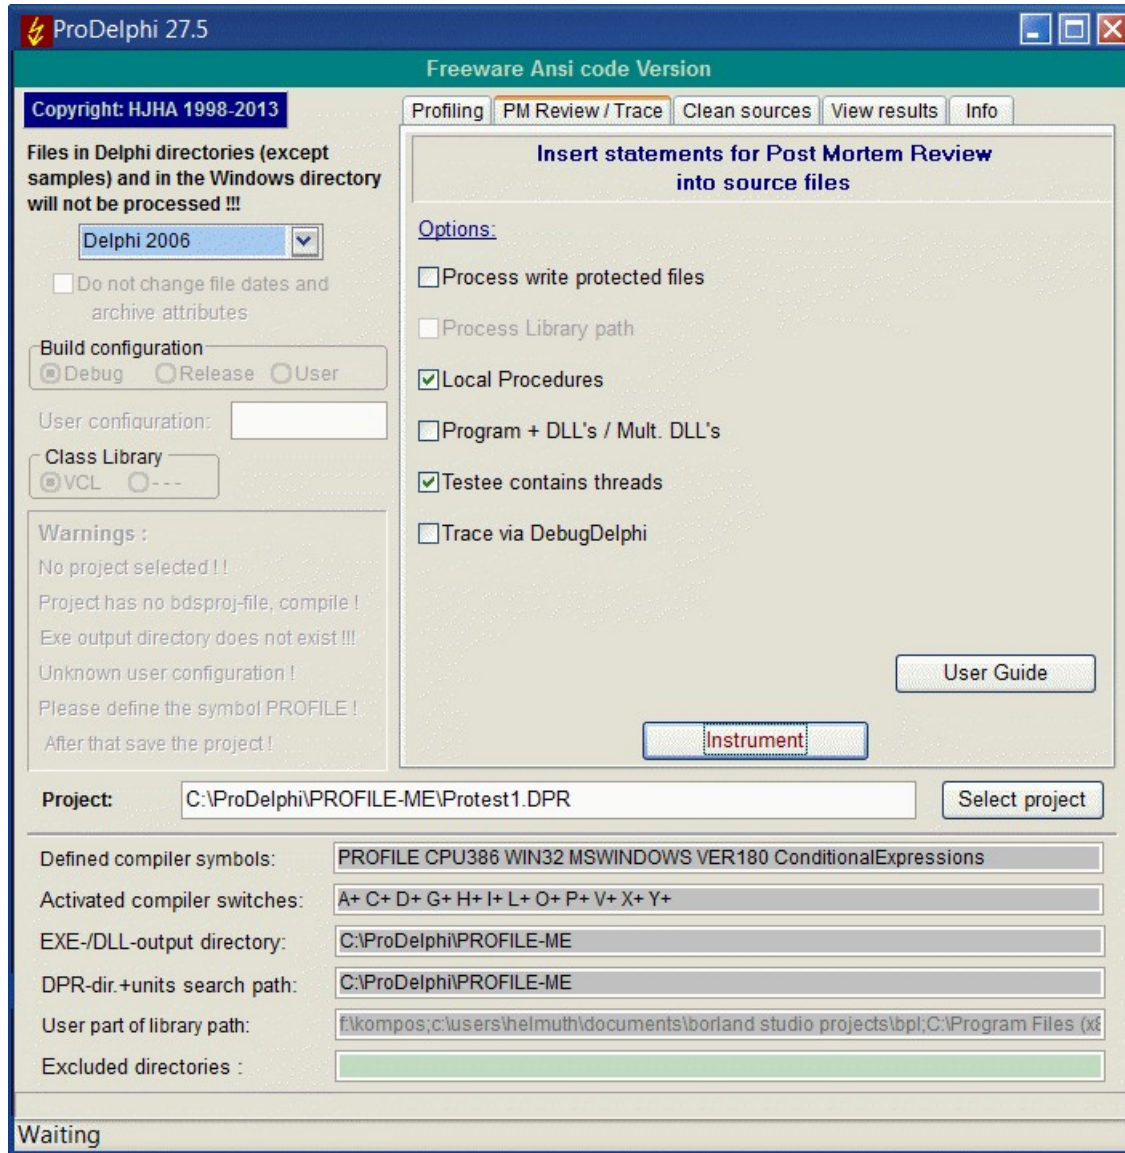 ProDelphi 27.5
Freeware Ansi code Version
Copyright: HJHA 1998-2013
Files in Delphi directories (except
samples) and in the Windows directory
will not be processed !!!
Delphi 2006
Do not change file dates and
archive attributes
Build configuration
Debug Release User
User configuration:
Class Library
VCL ---
Warnings :
No project selected ! !
Project has no bdsproj-file, compile !
Exe output directory does not exist !!!
Unknown user configuration !
Please define the symbol PROFILE !
After that save the project !
Profiling PM Review / Trace Clean sources View results Info
Insert statements for Post Mortem Review
into source files
Options:
Process write protected files
Process Library path
Local Procedures
Program + DLL's / Mult. DLL's
Testee contains threads
Trace via DebugDelphi
User Guide
Instrument
Project: C:\ProDelphi\PROFILE-ME\Protest1.DPR Select project
Defined compiler symbols: PROFILE CPU386 WIN32 MSWINDOWS VER180 ConditionalExpressions
Activated compiler switches: A+ C+ D+ G+ H+ I+ L+ O+ P+ V+ X+ Y+
EXE-/DLL-output directory: C:\ProDelphi\PROFILE-ME
DPR-dir.+units search path: C:\ProDelphi\PROFILE-ME
User part of library path: f:\kompos;c:\users\helmuth\documents\borland studio projects\bpl;C:\Program Files (x8
Excluded directories :
Waiting